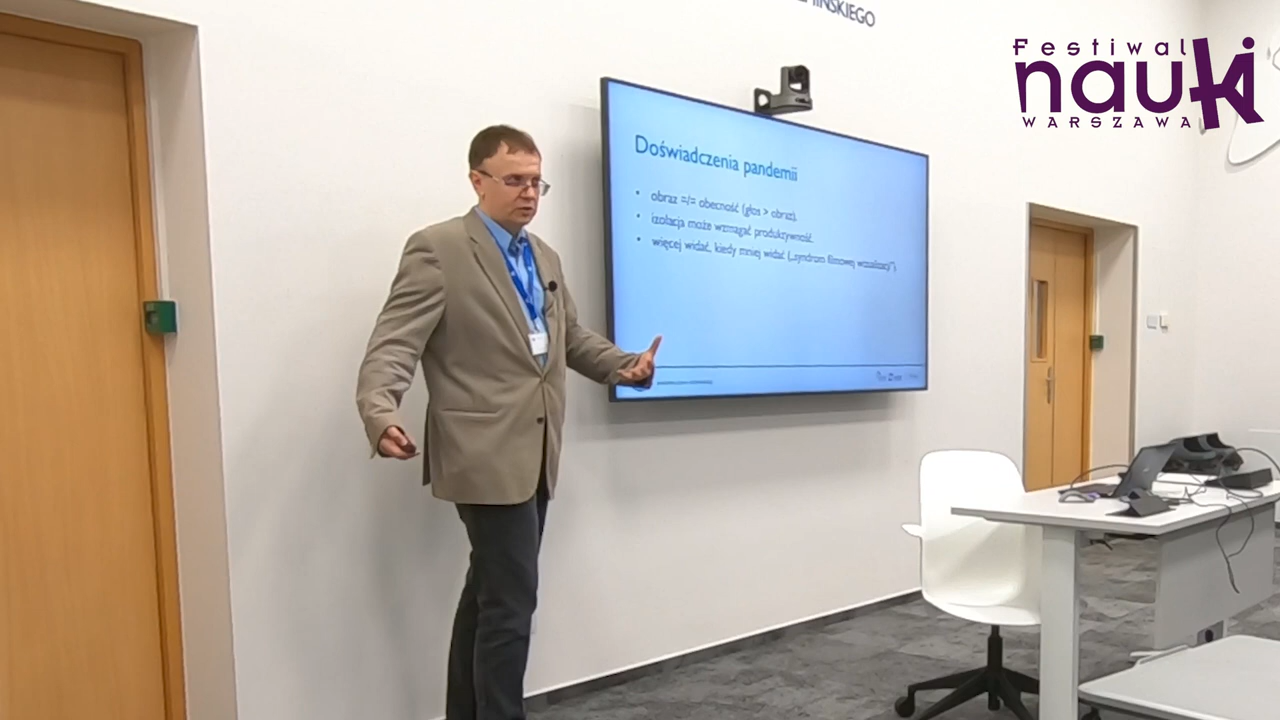 Festiwal
nauki
WARSZAWA
Doświadczenia pandemii
• obraz =/= obecność (głos > obraz),
• izolacja może wzmagać produktywność,
• więcej widać, kiedy mniej widać („syndrom filmowej wizualizacji”)